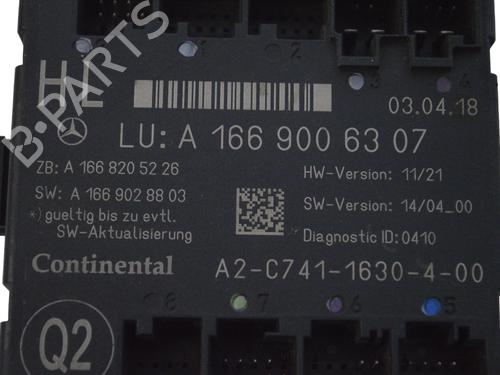 1 2
3 4
03.04.18
LU: A 166 900 63 07
ZB: A 166 820 52 26
HW-Version: 11/21
SW: A 166 902 88 03
SW-Version: 14/04_00
*) gueltig bis zu evtl.
SW-Aktualisierung
Diagnostic ID:0410
Continental
A2-C741-1630-4-00
8 7 6 5
Q2
B-PARTS